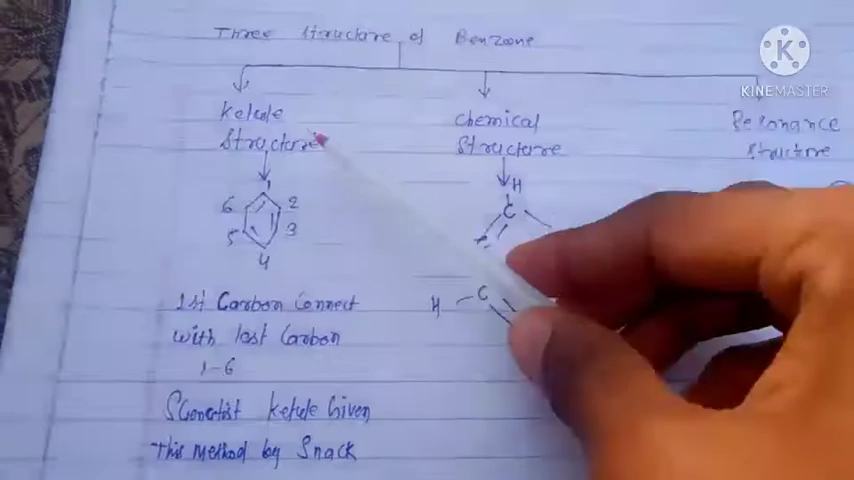 Three Structure of Benzone
KINEMASTER
Kekule
Structure
Chemical
Structure
Resonance
Structure
1
6
2
5
3
4
H
C
H - C
1st Carbon Connect
with last Carbon
1-6
Scientist Kekule Given
This Method by Snack